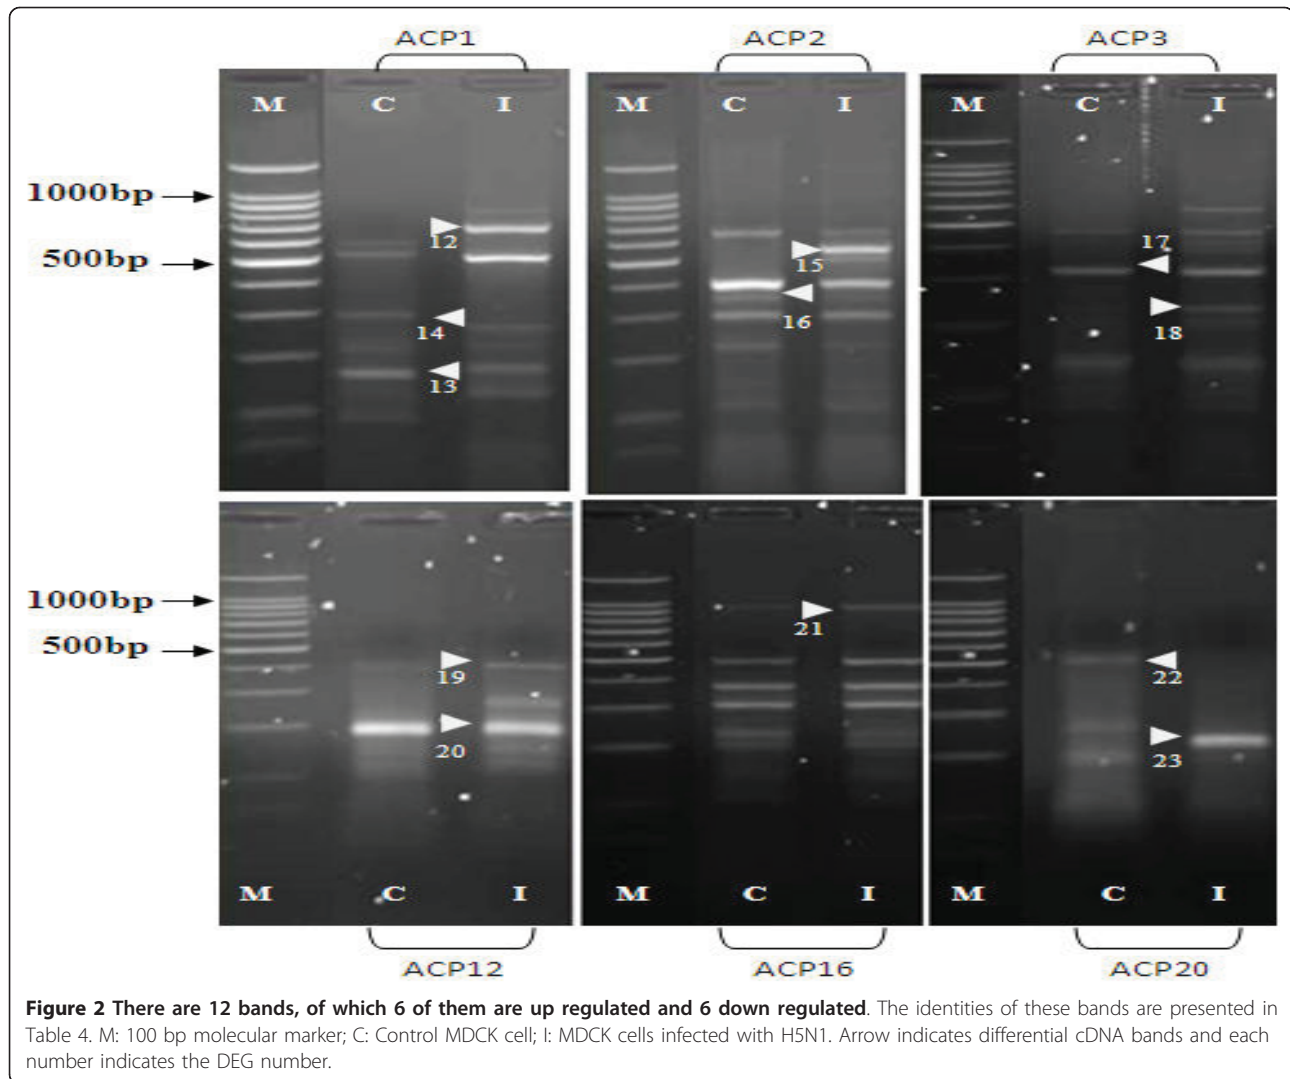 ACP1 ACP2 ACP3
M C I M C I M C I
1000bp
12
17
500bp
15
14 16 18
13
1000bp
21
500bp
19 22
20 23
M C I M C I M C I
ACP12 ACP16 ACP20
Figure 2 There are 12 bands, of which 6 of them are up regulated and 6 down regulated. The identities of these bands are presented in
Table 4. M: 100 bp molecular marker; C: Control MDCK cell; I: MDCK cells infected with H5N1. Arrow indicates differential cDNA bands and each
number indicates the DEG number.